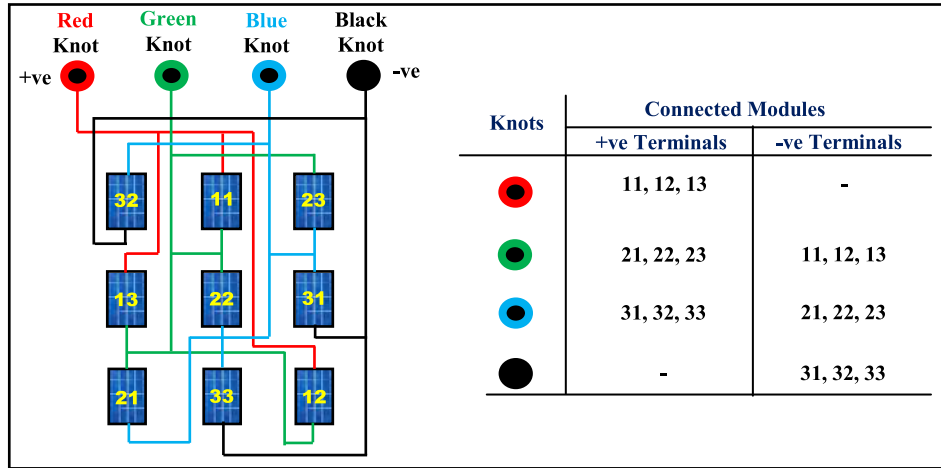 Red Green Blue Black
Knot Knot Knot Knot
+ve -ve
32 11 23
13 22 31
21 33 12
Knots Connected Modules
+ve Terminals -ve Terminals
11, 12, 13 -
21, 22, 23 11, 12, 13
31, 32, 33 21, 22, 23
- 31, 32, 33